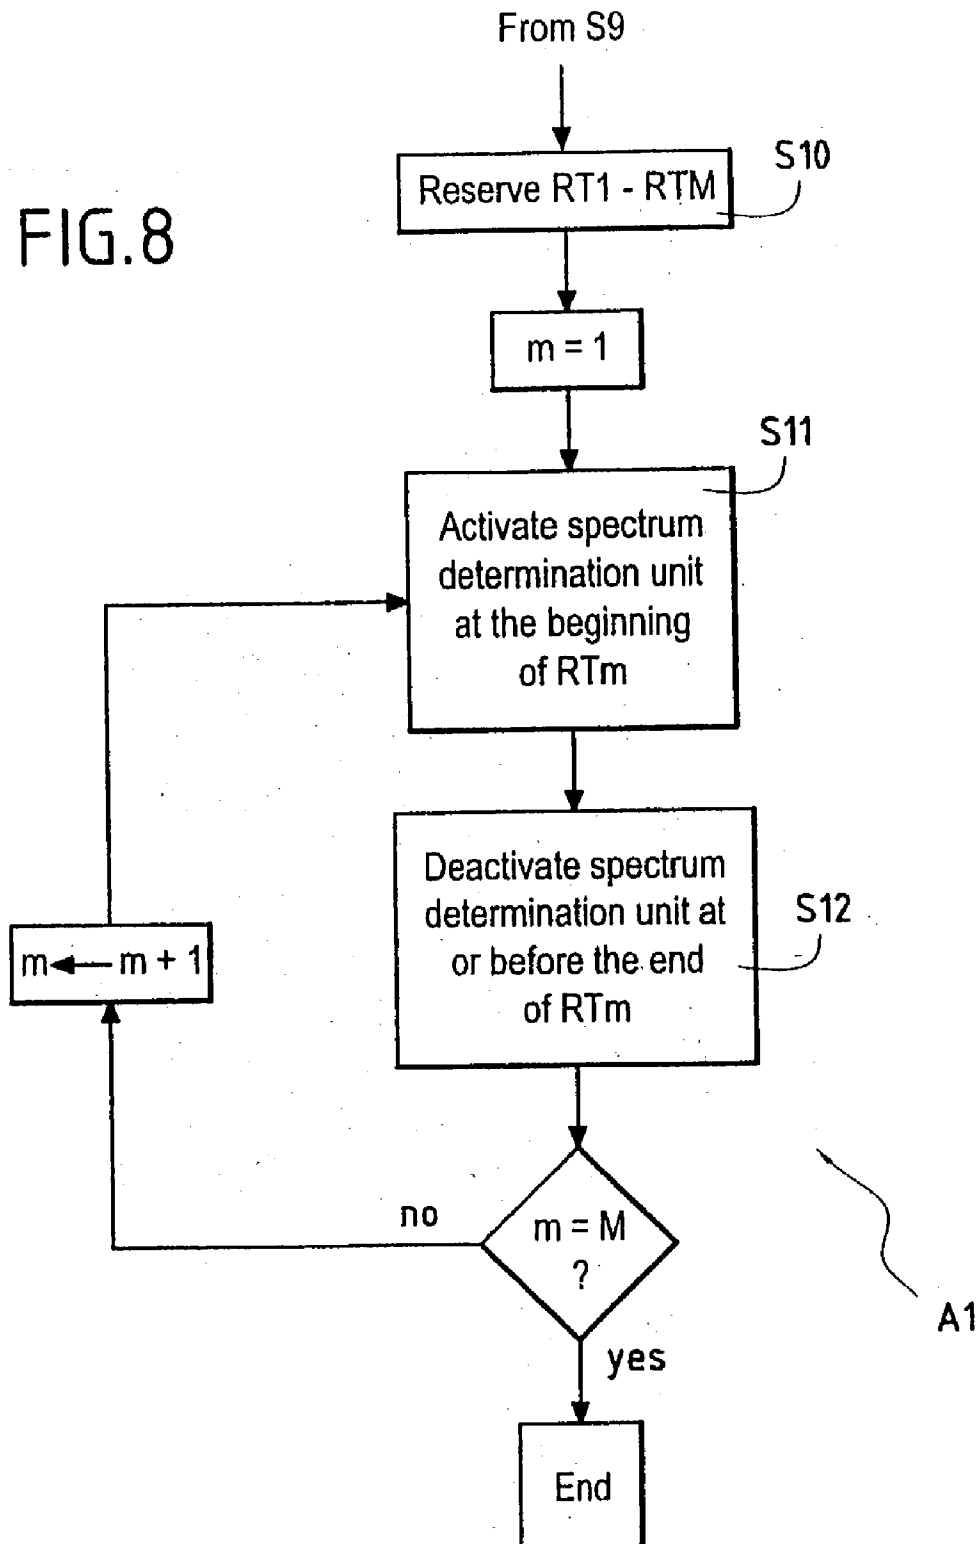 From S9
Reserve RT1 - RTM
S10
FIG.8
m = 1
S11
Activate spectrum
determination unit
at the beginning
of RTm
Deactivate spectrum
determination unit at
or before the end
of RTm
S12
m ← m + 1
no
m = M
?
A1
yes
End